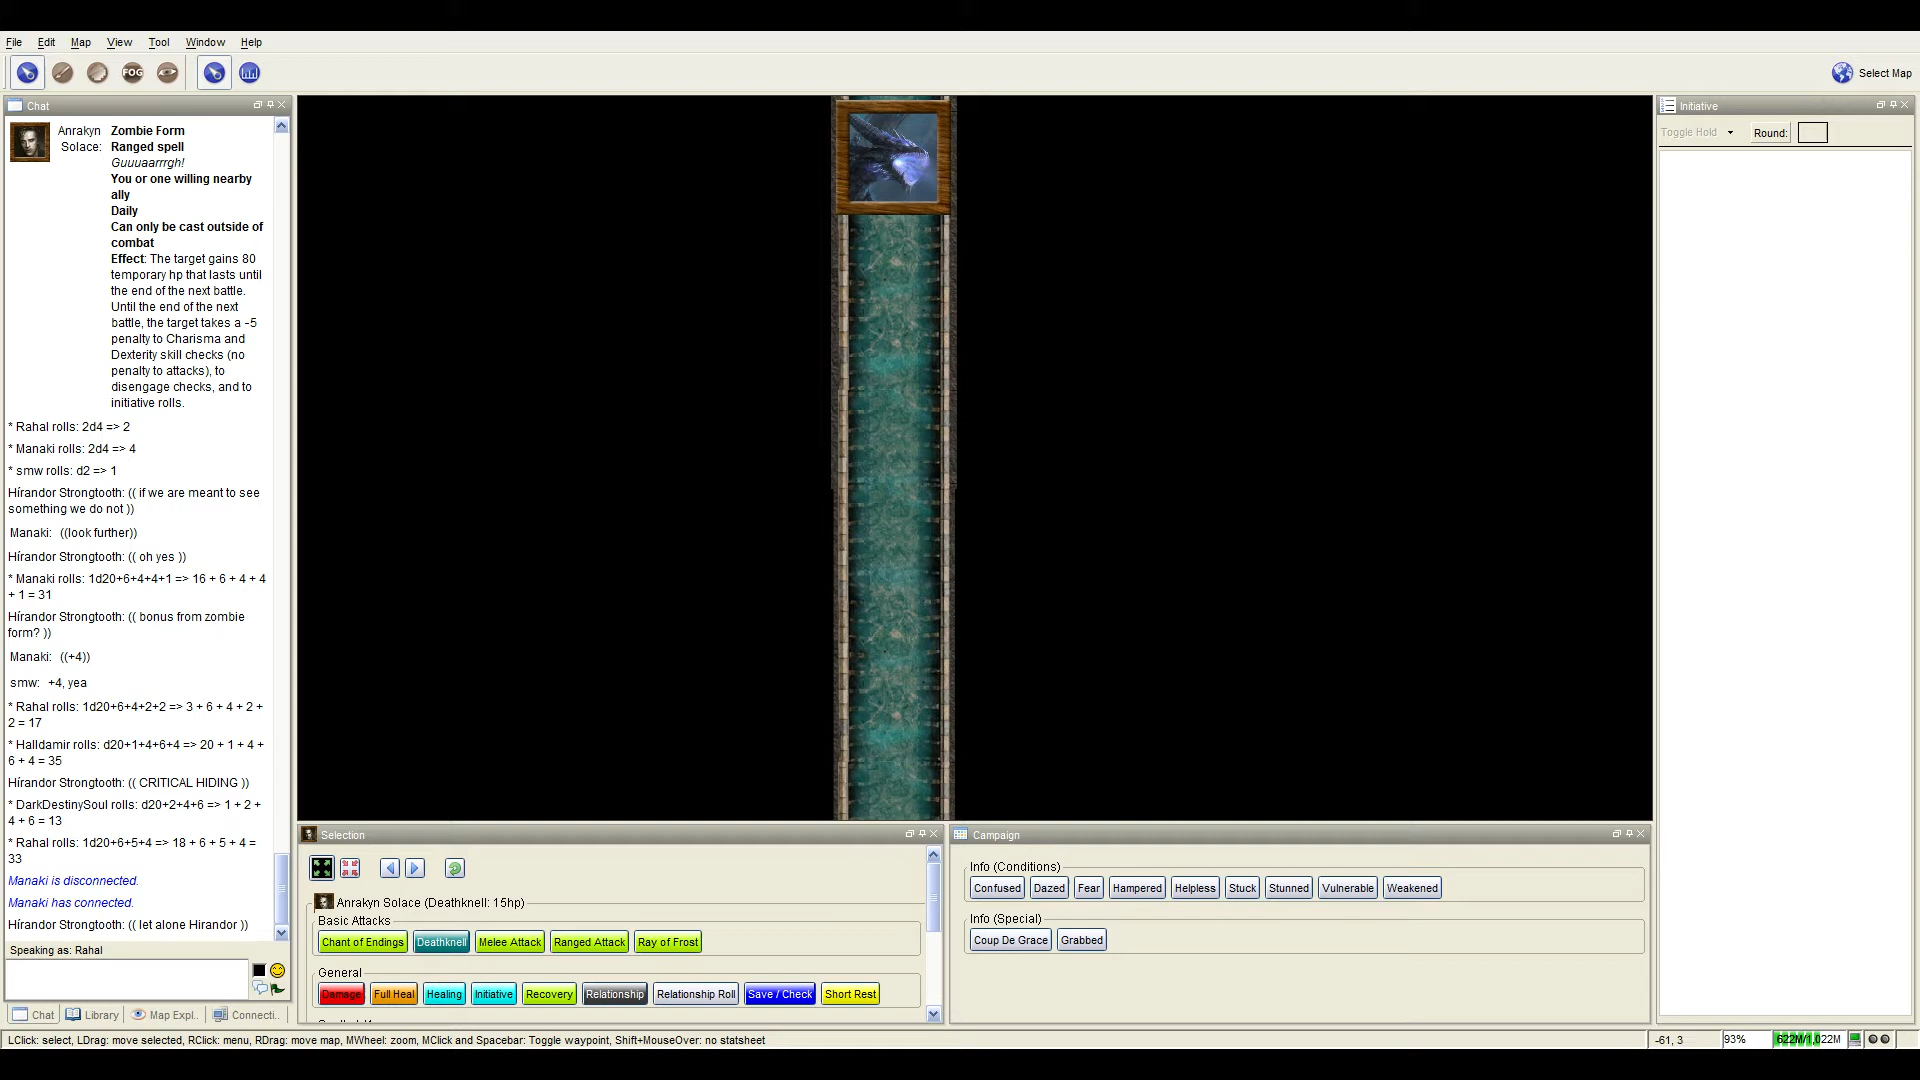 File Edit Map View Tool Window Help
FOG
Select Map
Chat
Anrakyn Solace:
Zombie Form
Ranged spell
Guuuaarrrgh!
You or one willing nearby
ally
Daily
Can only be cast outside of
combat
Effect: The target gains 80
temporary hp that lasts until
the end of the next battle.
Until the end of the next
battle, the target takes a -5
penalty to Charisma and
Dexterity skill checks (no
penalty to attacks), to
disengage checks, and to
initiative rolls.
* Rahal rolls: 2d4 => 2
* Manaki rolls: 2d4 => 4
* smw rolls: d2 => 1
Hírandor Strongtooth: (( if we are meant to see
something we do not ))
Manaki: ((look further))
Hírandor Strongtooth: (( oh yes ))
* Manaki rolls: 1d20+6+4+4+1 => 16 + 6 + 4 + 4
+ 1 = 31
Hírandor Strongtooth: (( bonus from zombie
form? ))
Manaki: ((+4))
smw: +4, yea
* Rahal rolls: 1d20+6+4+2+2 => 3 + 6 + 4 + 2 +
2 = 17
* Halldamir rolls: d20+1+4+6+4 => 20 + 1 + 4 +
6 + 4 = 35
Hírandor Strongtooth: (( CRITICAL HIDING ))
* DarkDestinySoul rolls: d20+2+4+6 => 1 + 2 +
4 + 6 = 13
* Rahal rolls: 1d20+6+5+4 => 18 + 6 + 5 + 4 =
33
Manaki is disconnected.
Manaki has connected.
Hírandor Strongtooth: (( let alone Hirandor ))
Speaking as: Rahal
Chat Library Map Expl.. Connecti..
Initiative
Toggle Hold Round:
Selection
Anrakyn Solace (Deathknell: 15hp)
Basic Attacks
Chant of Endings Deathknell Melee Attack Ranged Attack Ray of Frost
General
Damage Full Heal Healing Initiative Recovery Relationship Relationship Roll Save / Check Short Rest
Campaign
Info (Conditions)
Confused Dazed Fear Hampered Helpless Stuck Stunned Vulnerable Weakened
Info (Special)
Coup De Grace Grabbed
LClick: select, LDrag: move selected, RClick: menu, RDrag: move map, MWheel: zoom, MClick and Spacebar: Toggle waypoint, Shift+MouseOver: no statsheet
-61, 3 93% 622M/1,022M